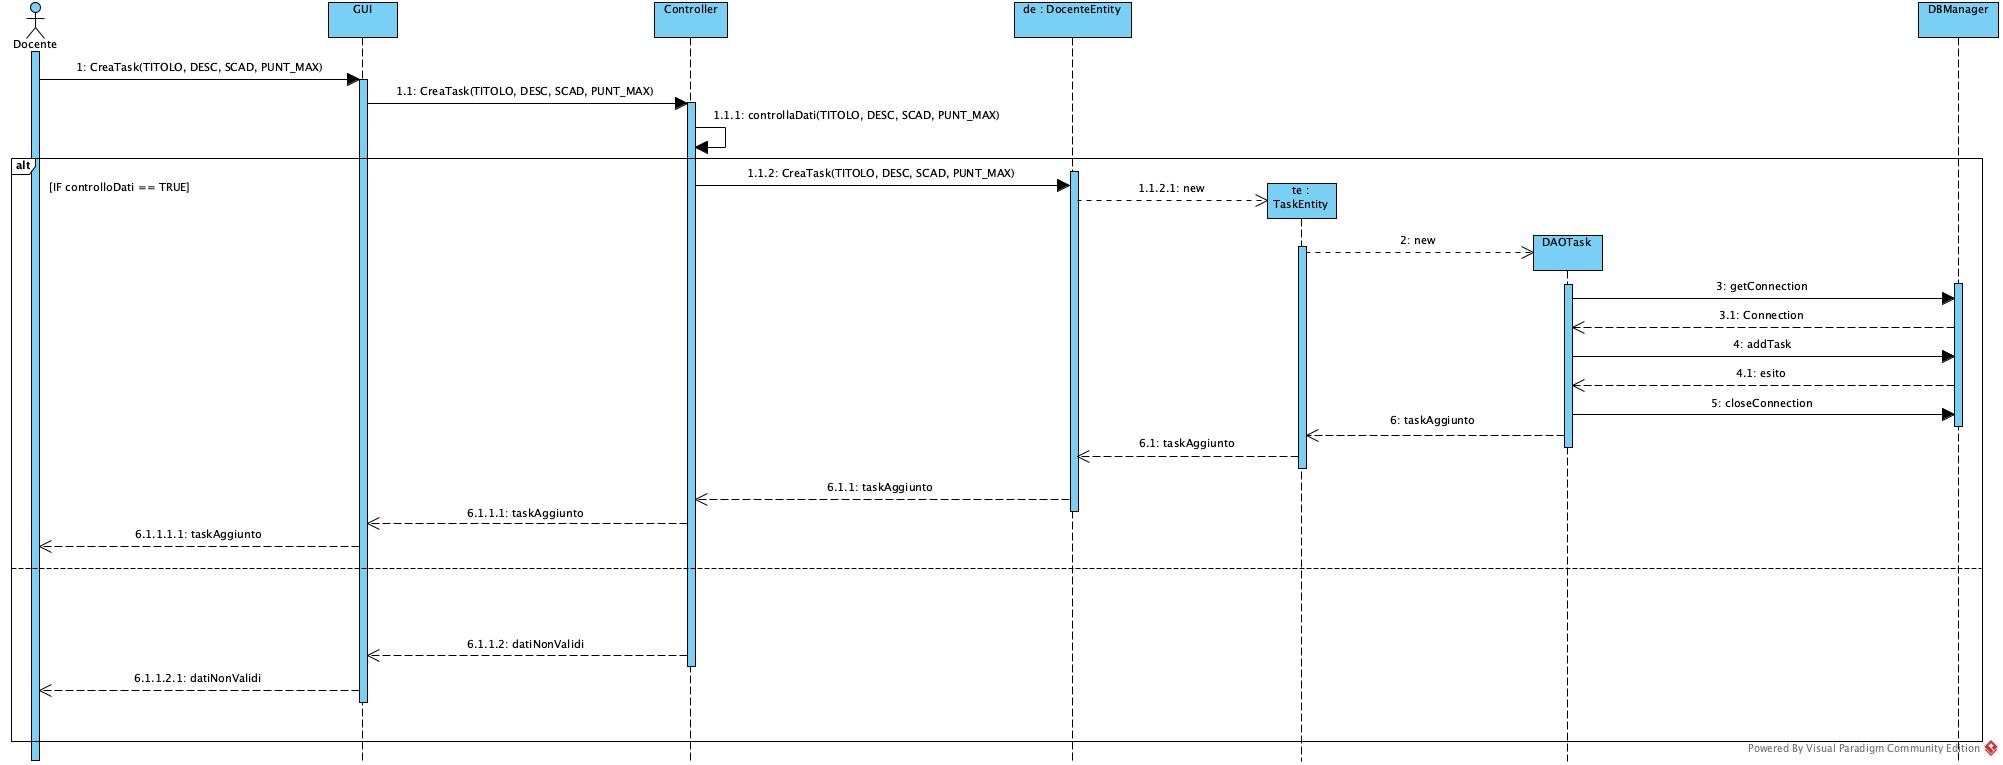 GUI
Controller
de : DocenteEntity
DBManager
Docente
1: CreaTask(TITOLO, DESC, SCAD, PUNT_MAX)
1.1: CreaTask(TITOLO, DESC, SCAD, PUNT_MAX)
1.1.1: controllaDati(TITOLO, DESC, SCAD, PUNT_MAX)
alt
[IF controlloDati == TRUE]
1.1.2: CreaTask(TITOLO, DESC, SCAD, PUNT_MAX)
1.1.2.1: new
te :
TaskEntity
2: new
DAOTask
3: getConnection
3.1: Connection
4: addTask
4.1: esito
5: closeConnection
6: taskAggiunto
6.1: taskAggiunto
6.1.1: taskAggiunto
6.1.1.1: taskAggiunto
6.1.1.1.1: taskAggiunto
6.1.1.2: datiNonValidi
6.1.1.2.1: datiNonValidi
Powered By Visual Paradigm Community Edition